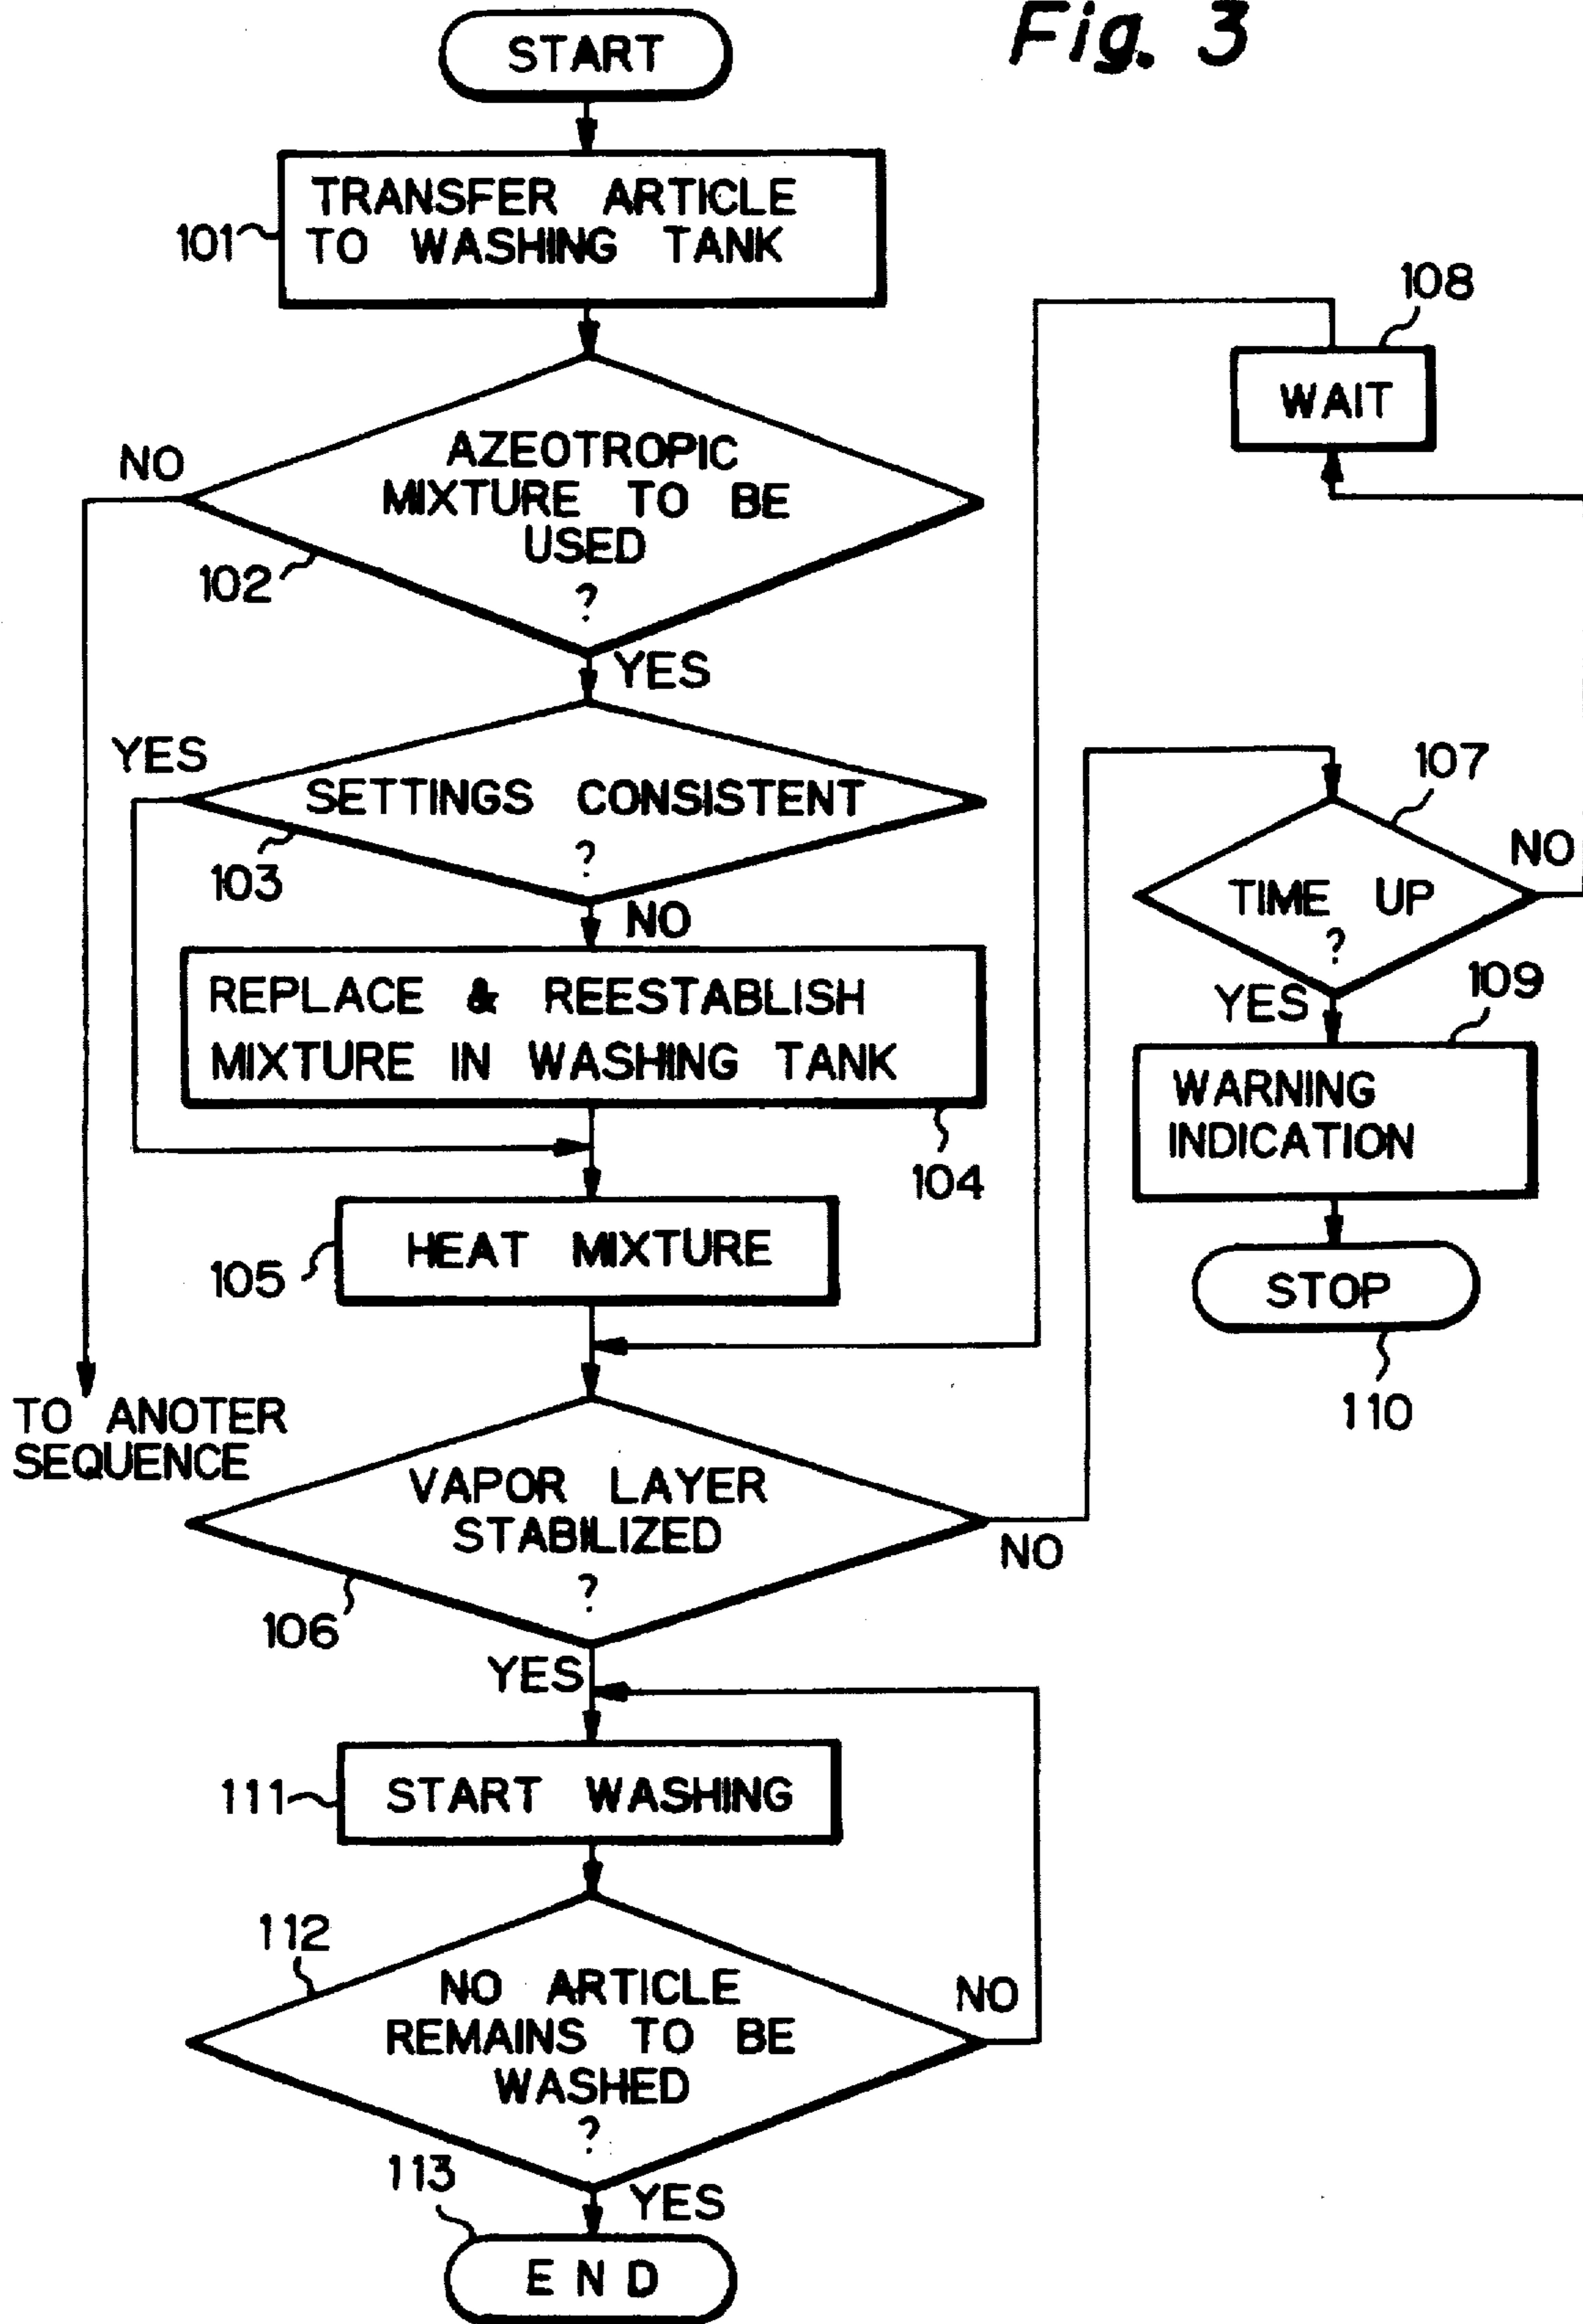 Fig. 3
START
101
TRANSFER ARTICLE
TO WASHING TANK
NO
AZEOTROPIC
MIXTURE TO BE
USED
?
102
YES
YES
SETTINGS CONSISTENT
?
103
NO
REPLACE & REESTABLISH
MIXTURE IN WASHING TANK
104
HEAT MIXTURE
105
TO ANOTER
SEQUENCE
VAPOR LAYER
STABILIZED
?
106
NO
YES
108
WAIT
107
TIME UP
?
NO
YES
109
WARNING
INDICATION
STOP
110
111
START WASHING
112
NO ARTICLE
REMAINS TO BE
WASHED
?
NO
YES
113
END